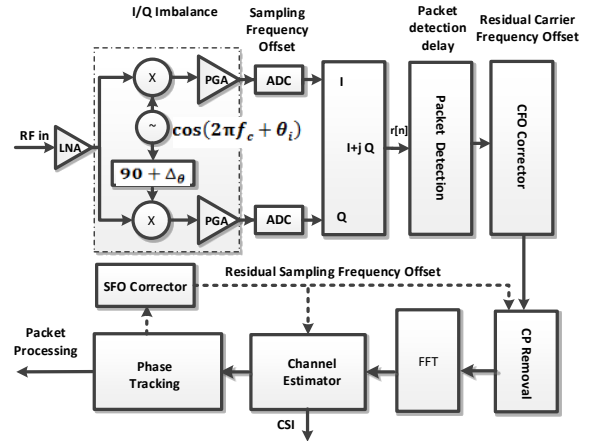 I/Q Imbalance
Sampling
Frequency
Offset
Packet
detection
delay
Residual Carrier
Frequency Offset
RF in
LNA
X
PGA
ADC
~
cos(2πf_c + θ_i)
90 + Δ_θ
X
PGA
ADC
I
I+j Q
Q
r[n]
Packet Detection
CFO Corrector
SFO Corrector
Residual Sampling Frequency Offset
Packet
Processing
Phase
Tracking
Channel
Estimator
FFT
CP Removal
CSI